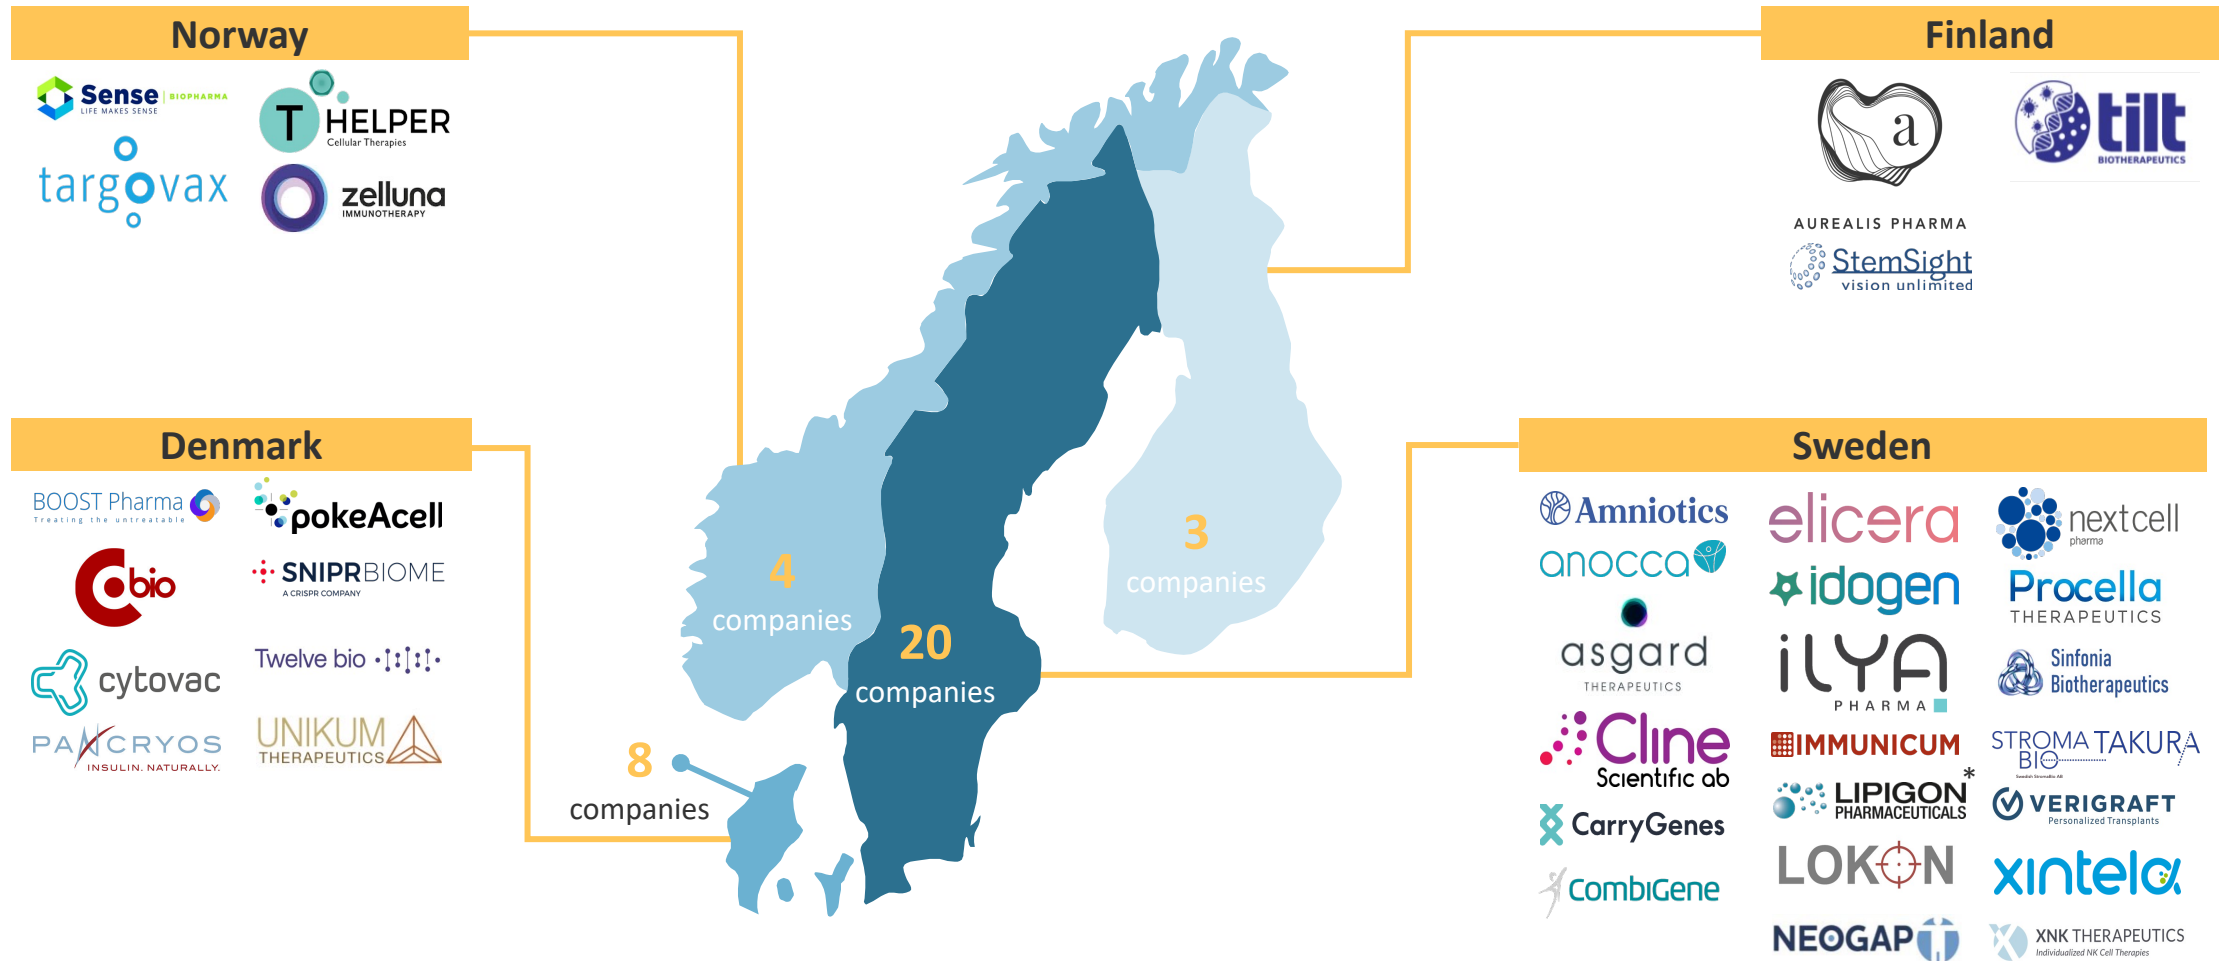 Norway
Sense BIOPHARMA
LIFE MAKES SENSE
T HELPER
Cellular Therapies
targovax
zelluna
IMMUNOTHERAPY
Finland
a
AUREALIS PHARMA
tilt
BIOTHERAPEUTICS
StemSight
vision unlimited
Denmark
BOOST Pharma
Treating the untreatable
pokeAcell
Cbio
SNIPRBIOME
A CRISPR COMPANY
cytovac
Twelve bio
PANCRYOS
INSULIN. NATURALLY.
UNIKUM
THERAPEUTICS
4
companies
20
companies
3
companies
8
companies
Sweden
Amniotics
anocca
asgard
THERAPEUTICS
Cline
Scientific ab
CarryGenes
CombiGene
elicera
idogen
iLYA
PHARMA
IMMUNICUM
LIPIGON *
PHARMACEUTICALS
LOKON
NEOGAP
nextcell
pharma
Procella
THERAPEUTICS
Sinfonia
Biotherapeutics
STROMA TAKURA
BIO
Swedish StromaBio AB
VERIGRAFT
Personalized Transplants
xintela
XNK THERAPEUTICS
Individualized NK Cell Therapies